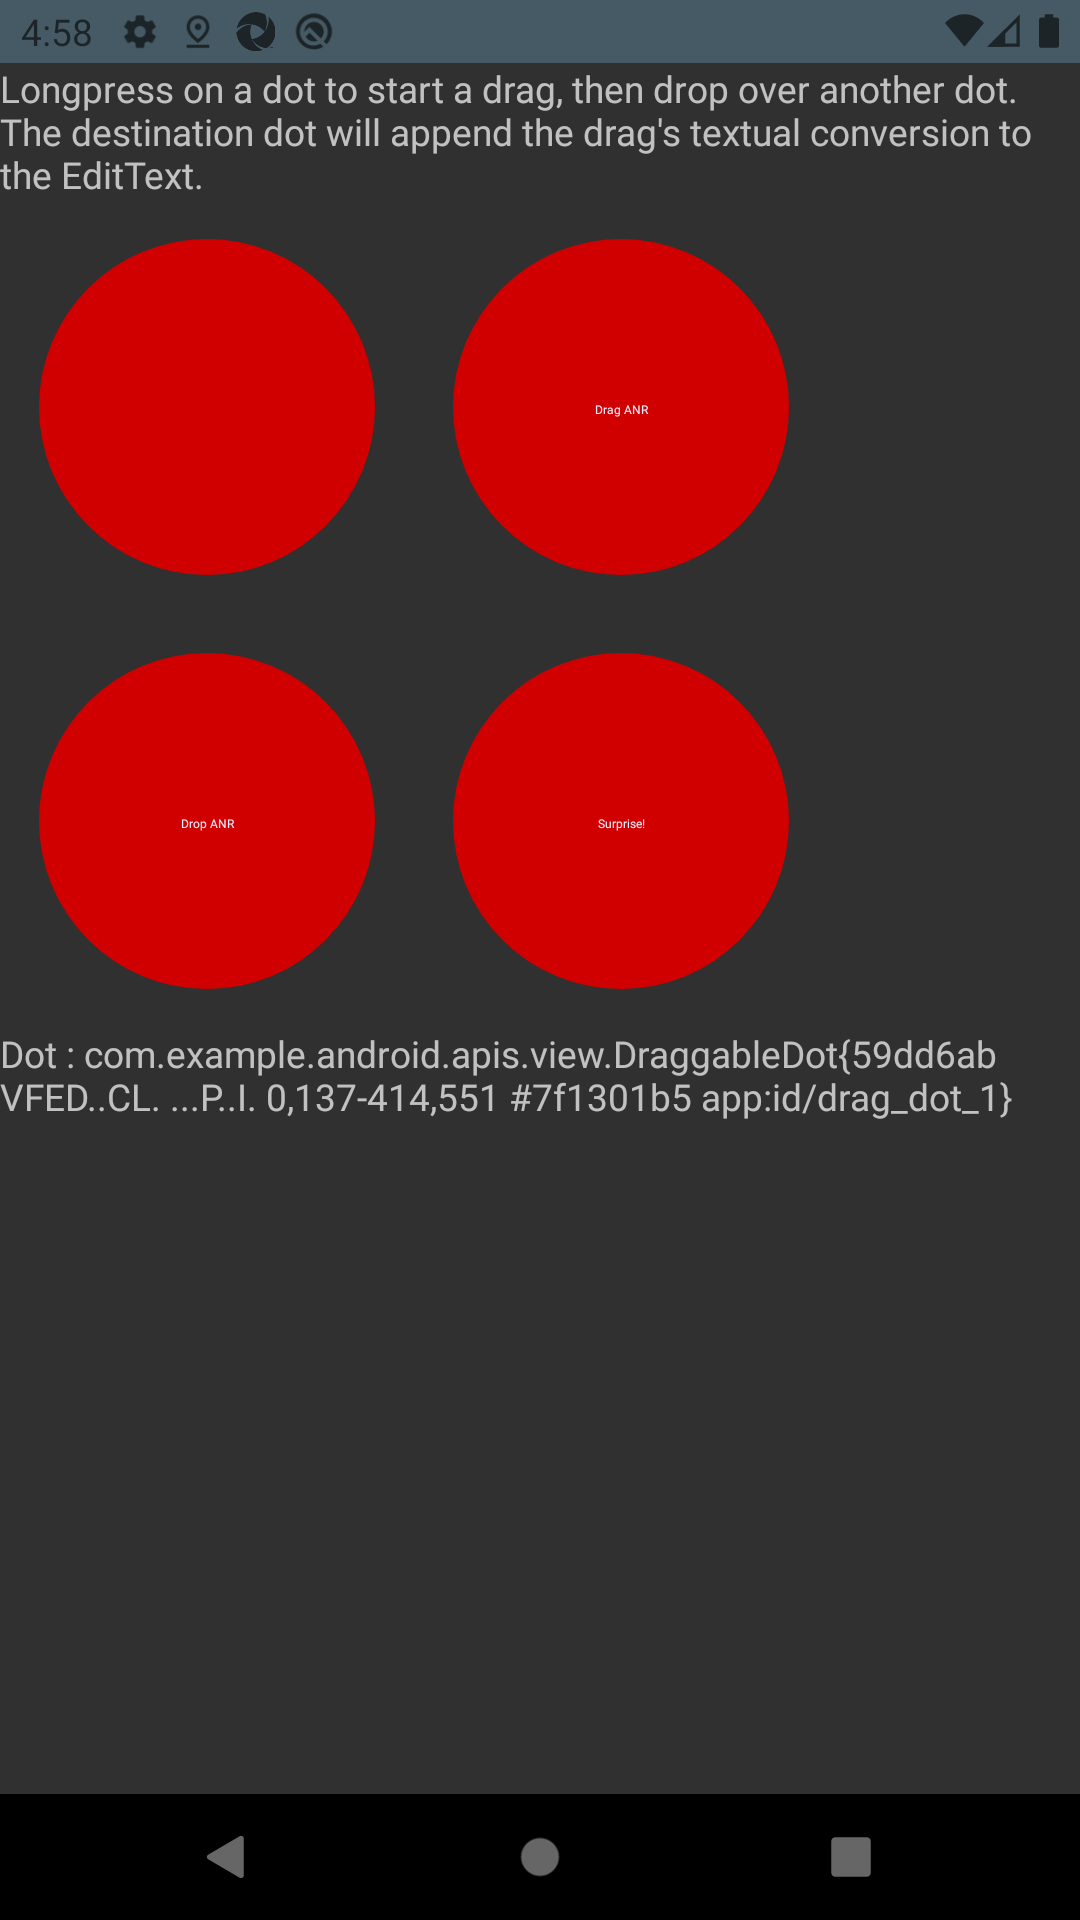 4:58
Longpress on a dot to start a drag, then drop over another dot.
The destination dot will append the drag's textual conversion to
the EditText.
Drag ANR
Drop ANR
Surprise!
Dot : com.example.android.apis.view.DraggableDot{59dd6ab
VFED..CL. ...P..I. 0,137-414,551 #7f1301b5 app:id/drag_dot_1}